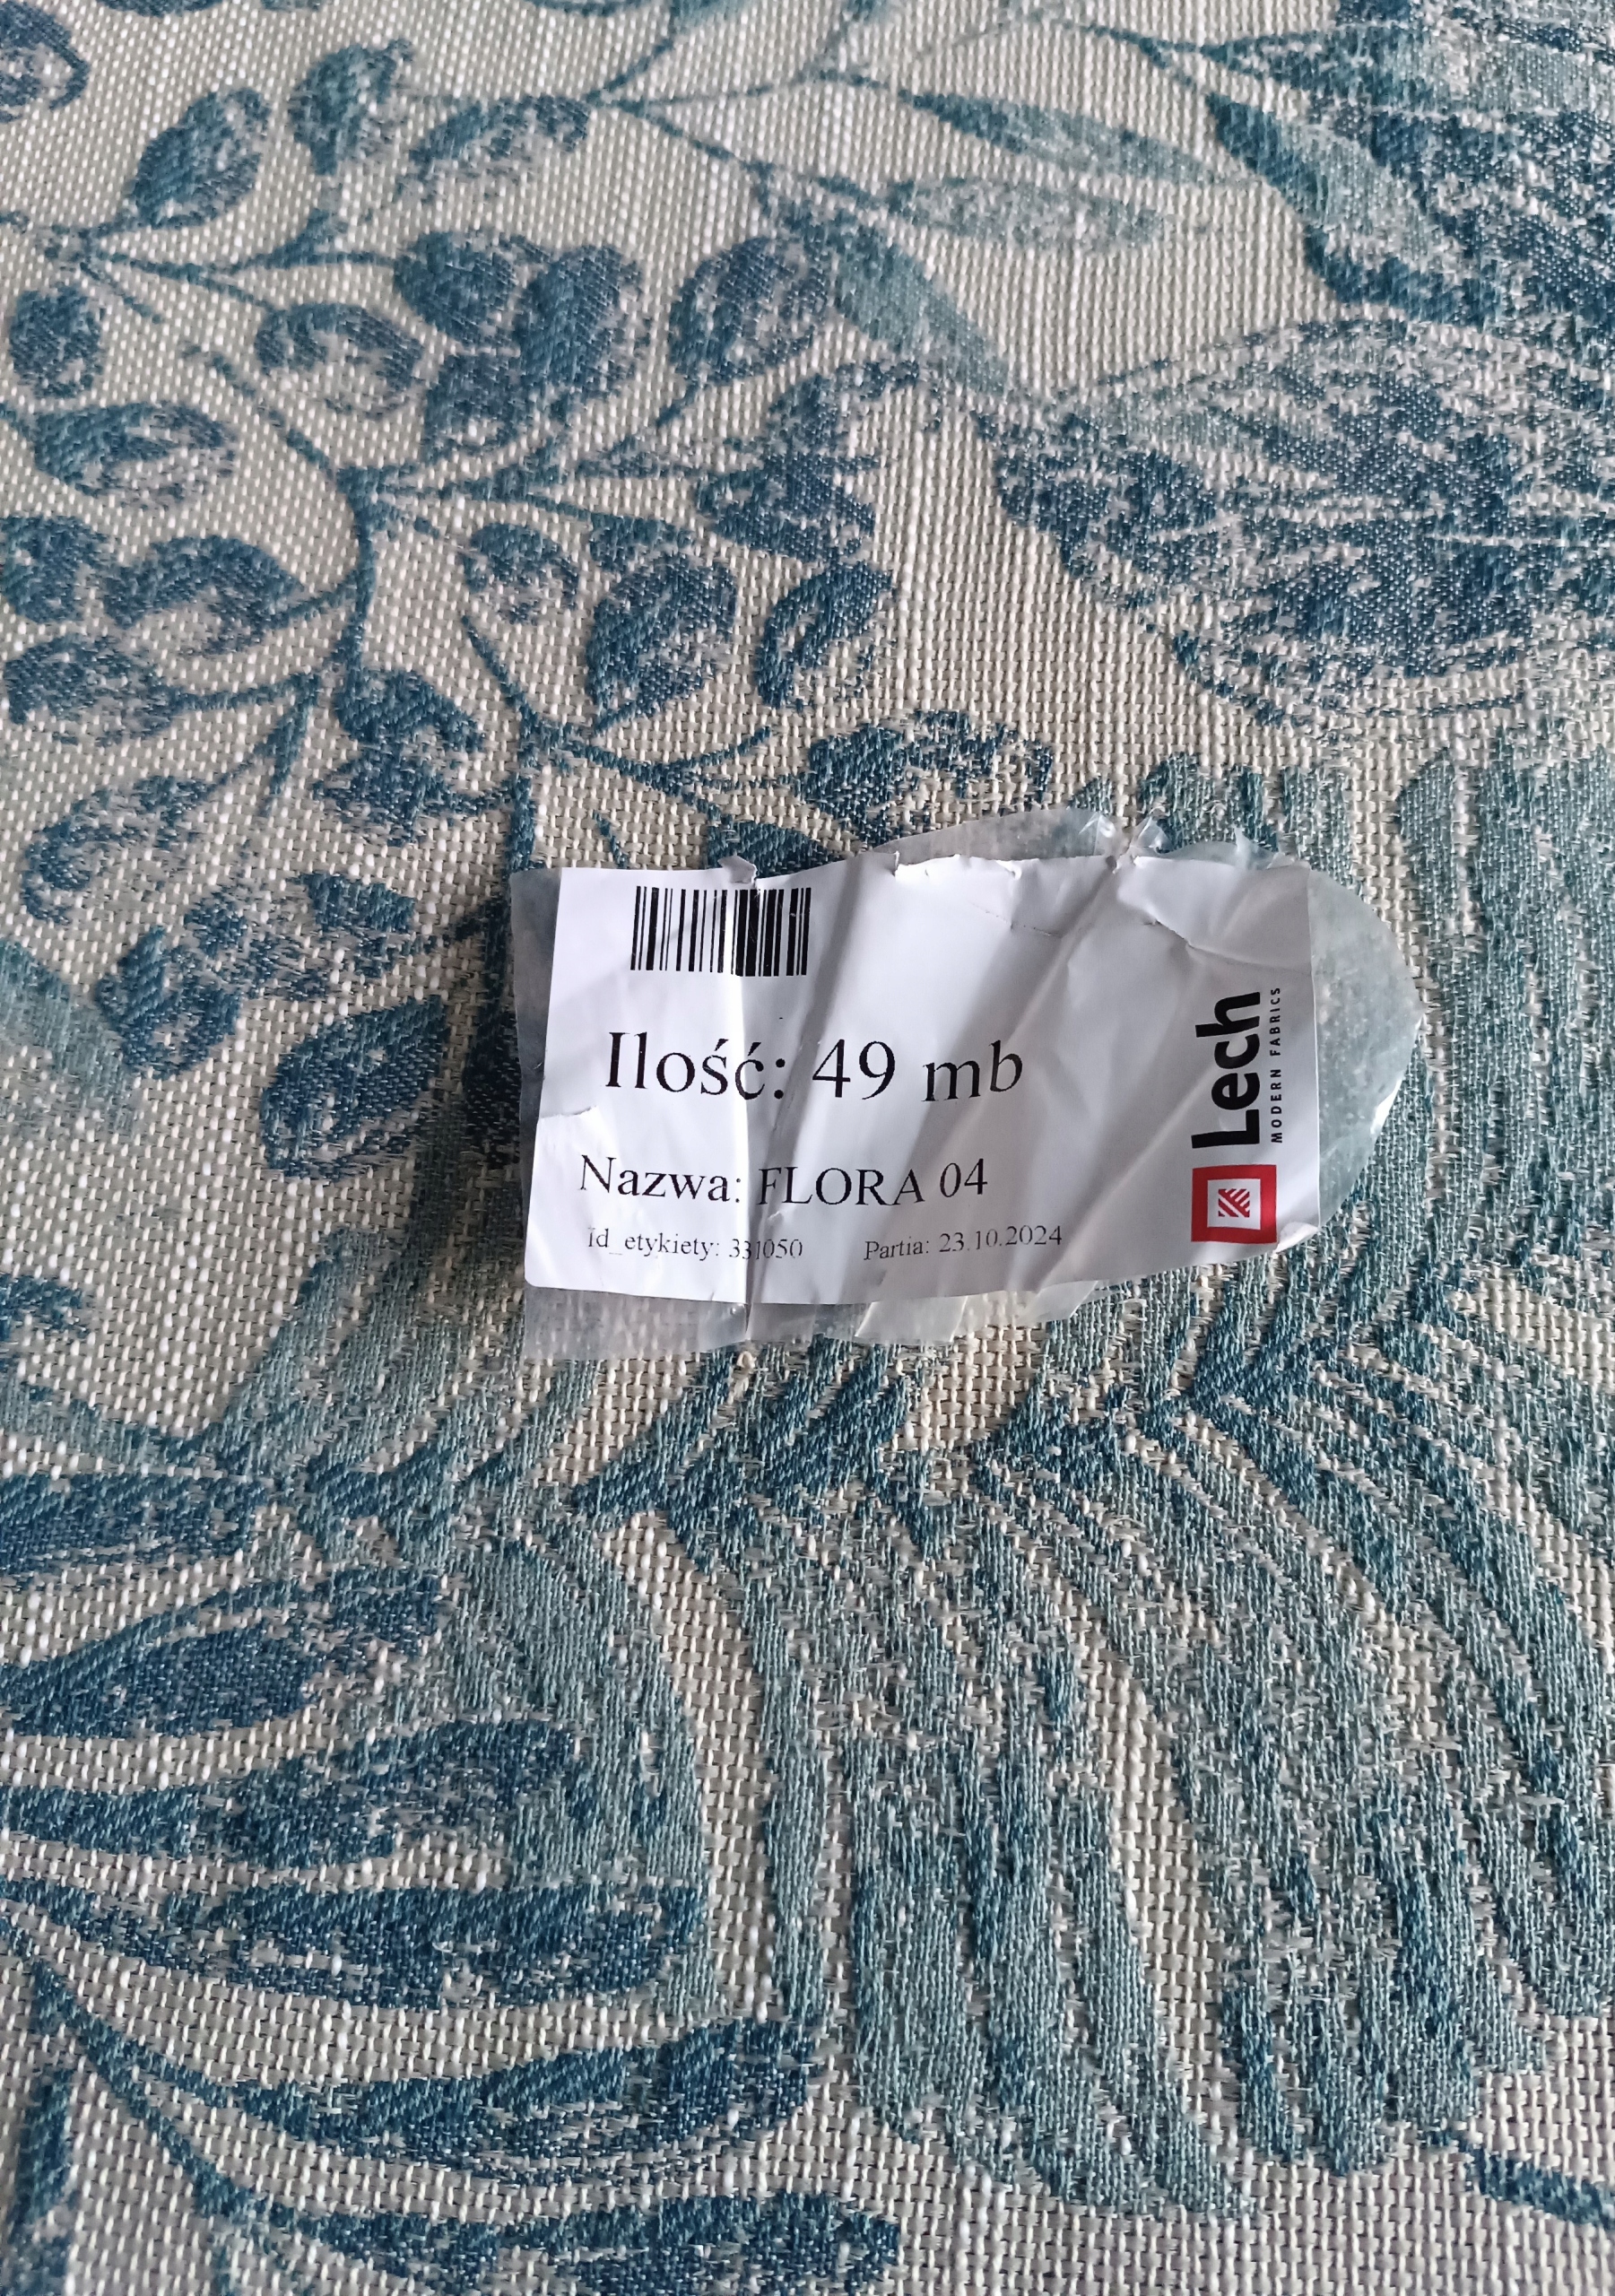 Ilość: 49 mb
Nazwa: FLORA 04
Id_etykiety: 331050 Partia: 23.10.2024
Lech
MODERN FABRICS